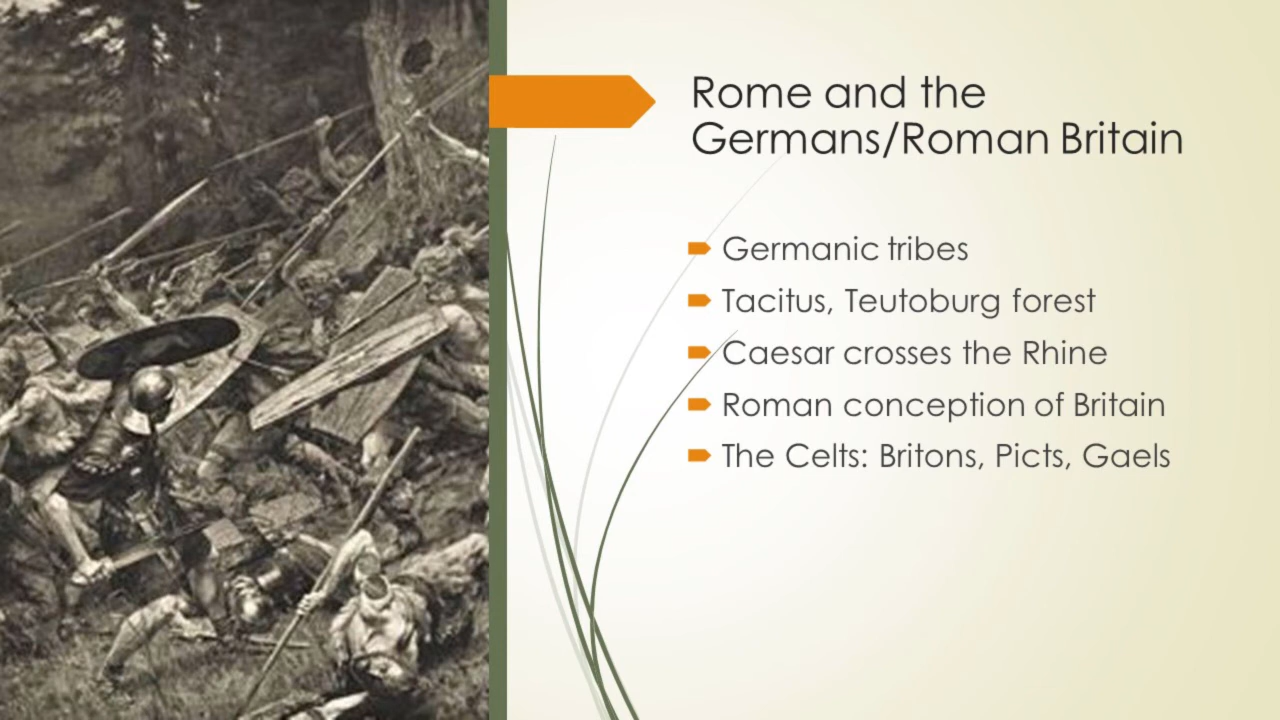 Rome and the
Germans/Roman Britain
Germanic tribes
Tacitus, Teutoburg forest
Caesar crosses the Rhine
Roman conception of Britain
The Celts: Britons, Picts, Gaels